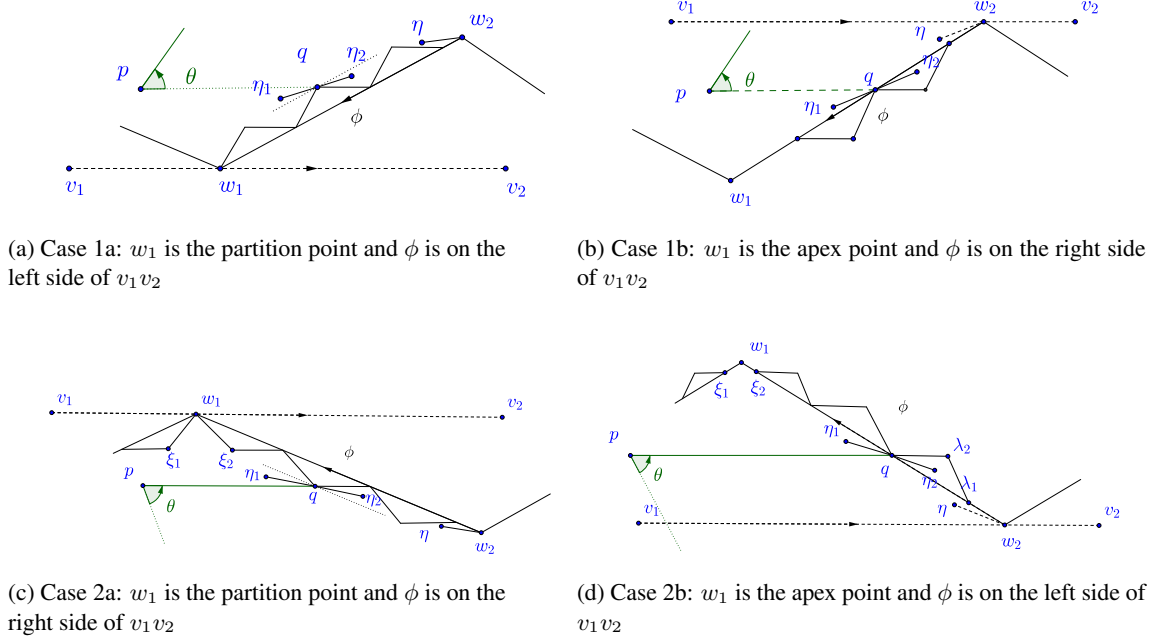 p
θ
η₁
q
η₂
η
w₂
ϕ
v₁
w₁
v₂
(a) Case 1a: w₁ is the partition point and ϕ is on the
left side of v₁v₂
v₁
w₂
v₂
η
p
θ
q
η₂
η₁
ϕ
w₁
(b) Case 1b: w₁ is the apex point and ϕ is on the right side
of v₁v₂
v₁
w₁
v₂
ξ₁
ξ₂
ϕ
p
θ
η₁
q
η₂
η
w₂
(c) Case 2a: w₁ is the partition point and ϕ is on the
right side of v₁v₂
w₁
ξ₁
ξ₂
ϕ
p
θ
η₁
q
η₂
λ₂
λ₁
v₁
η
w₂
v₂
(d) Case 2b: w₁ is the apex point and ϕ is on the left side of
v₁v₂